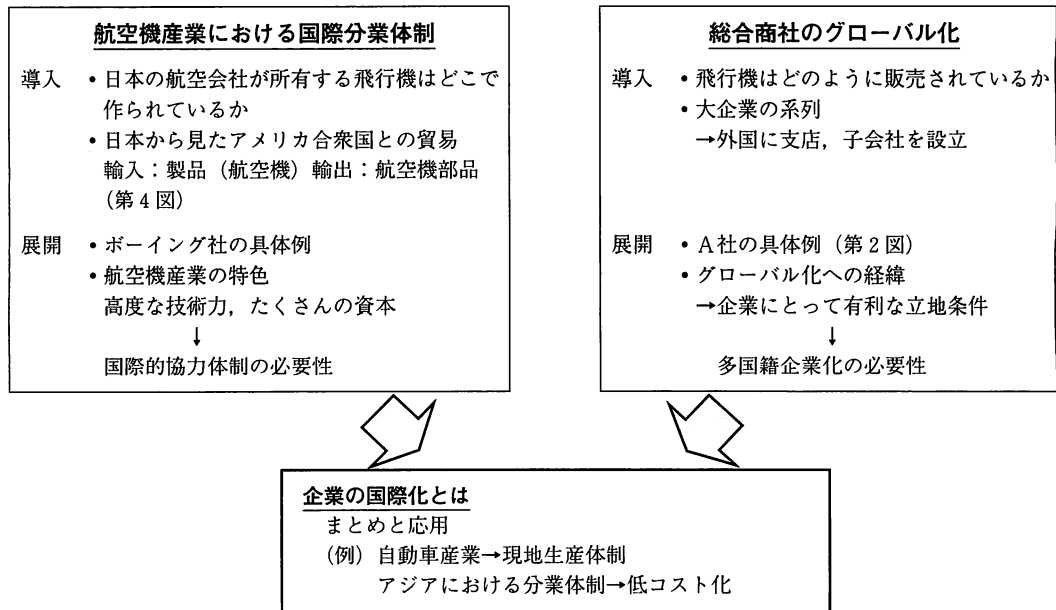 航空機産業における国際分業体制
導入 • 日本の航空会社が所有する飛行機はどこで
作られているか
• 日本から見たアメリカ合衆国との貿易
輸入：製品（航空機）輸出：航空機部品
（第4図）
展開 • ボーイング社の具体例
• 航空機産業の特色
高度な技術力，たくさんの資本
↓
国際的協力体制の必要性
総合商社のグローバル化
導入 • 飛行機はどのように販売されているか
• 大企業の系列
→外国に支店，子会社を設立
展開 • A社の具体例（第2図）
• グローバル化への経緯
→企業にとって有利な立地条件
↓
多国籍企業化の必要性
企業の国際化とは
まとめと応用
（例）自動車産業→現地生産体制
アジアにおける分業体制→低コスト化